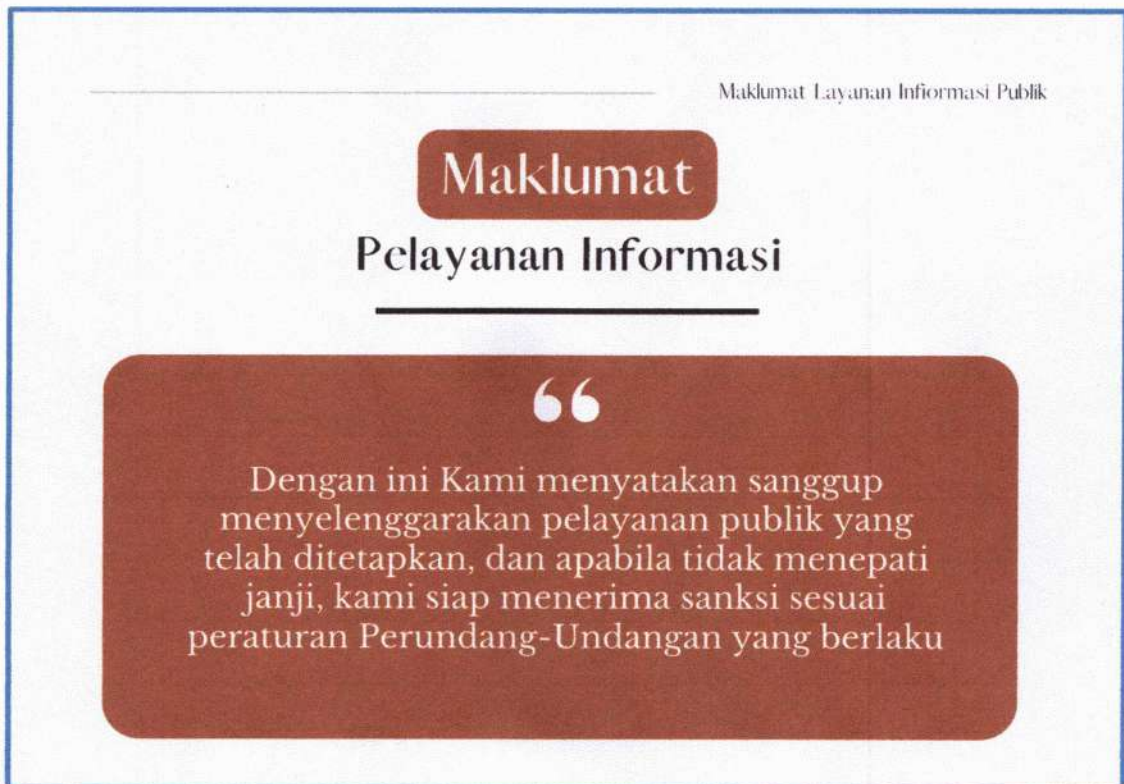 Maklumat Layanan Infiormasi Publik
Maklumat
Pelayanan Informasi
“
Dengan ini Kami menyatakan sanggup
menyelenggarakan pelayanan publik yang
telah ditetapkan, dan apabila tidak menepati
janji, kami siap menerima sanksi sesuai
peraturan Perundang-Undangan yang berlaku